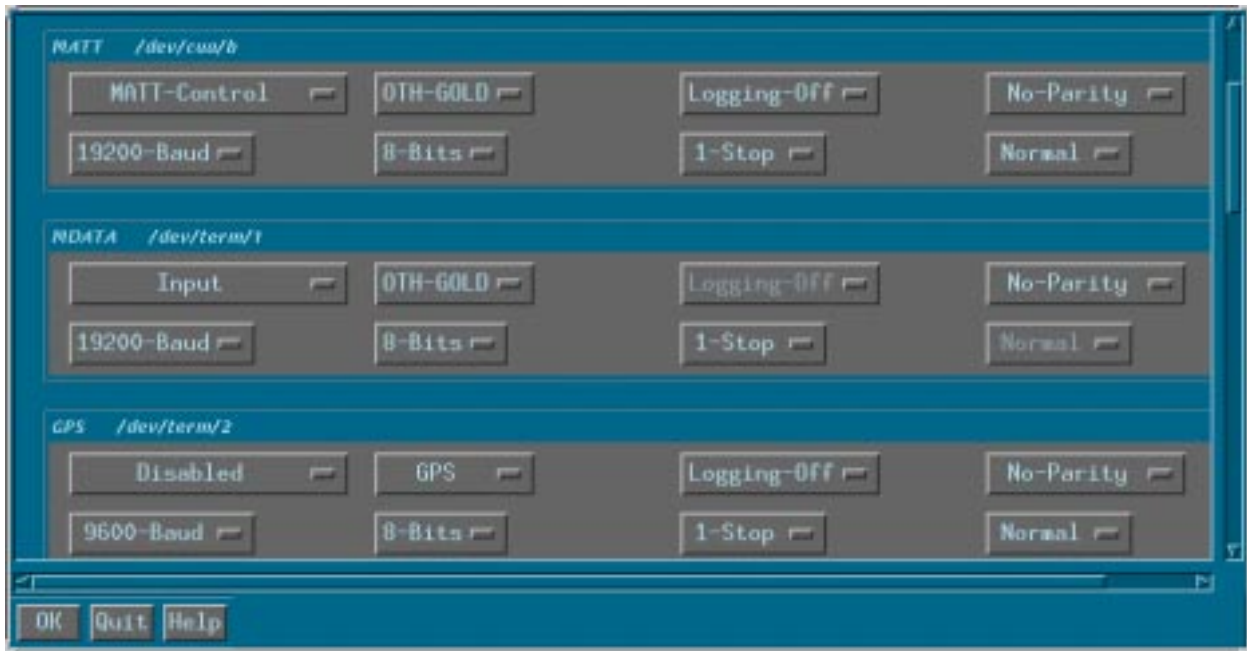 MATT /dev/cua/b
MATT-Control OTH-GOLD Logging-Off No-Parity
19200-Baud 8-Bits 1-Stop Normal
MDATA /dev/term/1
Input OTH-GOLD Logging-Off No-Parity
19200-Baud 8-Bits 1-Stop Normal
GPS /dev/term/2
Disabled GPS Logging-Off No-Parity
9600-Baud 8-Bits 1-Stop Normal
OK Quit Help